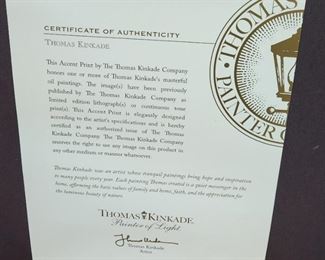 CERTIFICATE OF AUTHENTICITY
THOMAS KINKADE
This Accent Print by The Thomas Kinkade Company
honors one or more of Thomas Kinkade's masterful
oil paintings. The image(s) have been previously
published by The Thomas Kinkade Company as
limited edition lithograph(s) or continuous tone
print(s). This Accent Print is elegantly designed
according to the artist's specifications and is hereby
certified as an authorized issue of The Thomas
Kinkade Company. The Thomas Kinkade Company
reserves the right to use any image on this product in
any other medium or manner whatsoever.
Thomas Kinkade was an artist whose tranquil paintings bring hope and inspiration
to many people every year. Each painting Thomas created is a quiet messenger in the
home, affirming the basic values of family and home, faith, and the appreciation for
the luminous beauty of nature.
THOMAS KINKADE
Painter of Light
Thomas Kinkade
Artist
THOMAS
PAINTER